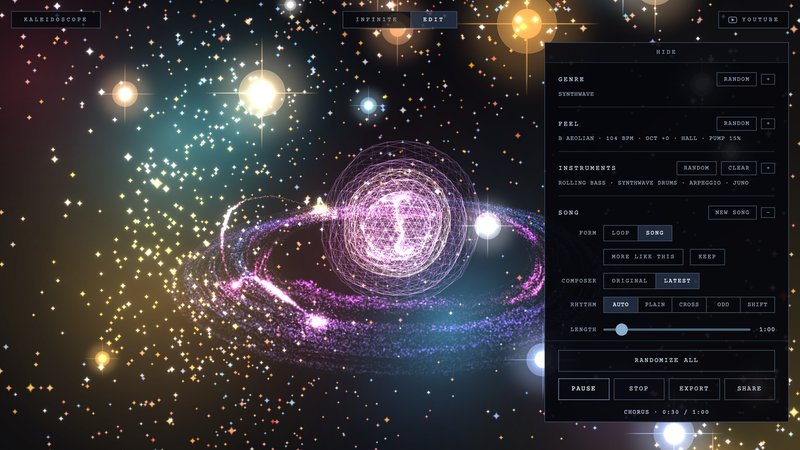 KALEIDOSCOPE
INFINITE EDIT
YOUTUBE
HIDE
GENRE RANDOM +
SYNTHWAVE
FEEL RANDOM +
B AEOLIAN · 104 BPM · OCT +0 · HALL · PUMP 15%
INSTRUMENTS RANDOM CLEAR +
ROLLING BASS · SYNTHWAVE DRUMS · ARPEGGIO · JUNO
SONG NEW SONG −
FORM LOOP SONG
MORE LIKE THIS KEEP
COMPOSER ORIGINAL LATEST
RHYTHM AUTO PLAIN CROSS ODD SHIFT
LENGTH 1:00
RANDOMIZE ALL
PAUSE STOP EXPORT SHARE
CHORUS · 0:30 / 1:00